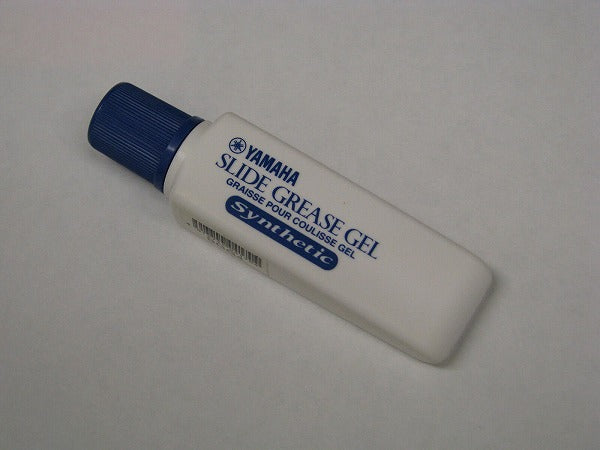 YAMAHA
SLIDE GREASE GEL
GRAISSE POUR COULISSE GEL
Synthetic